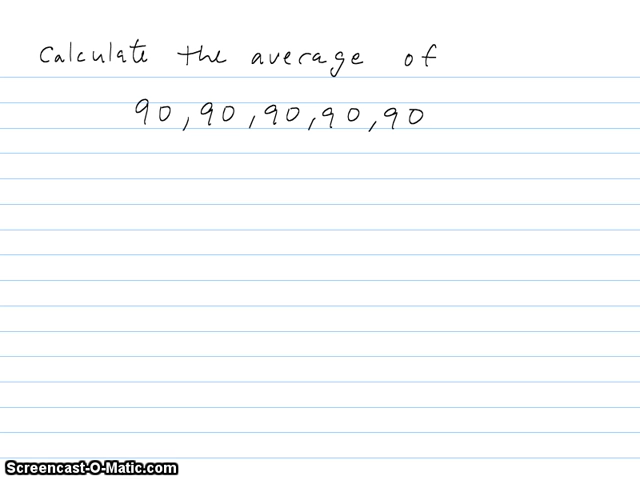 Calculate the average of
90, 90, 90, 90, 90
Screencast-O-Matic.com